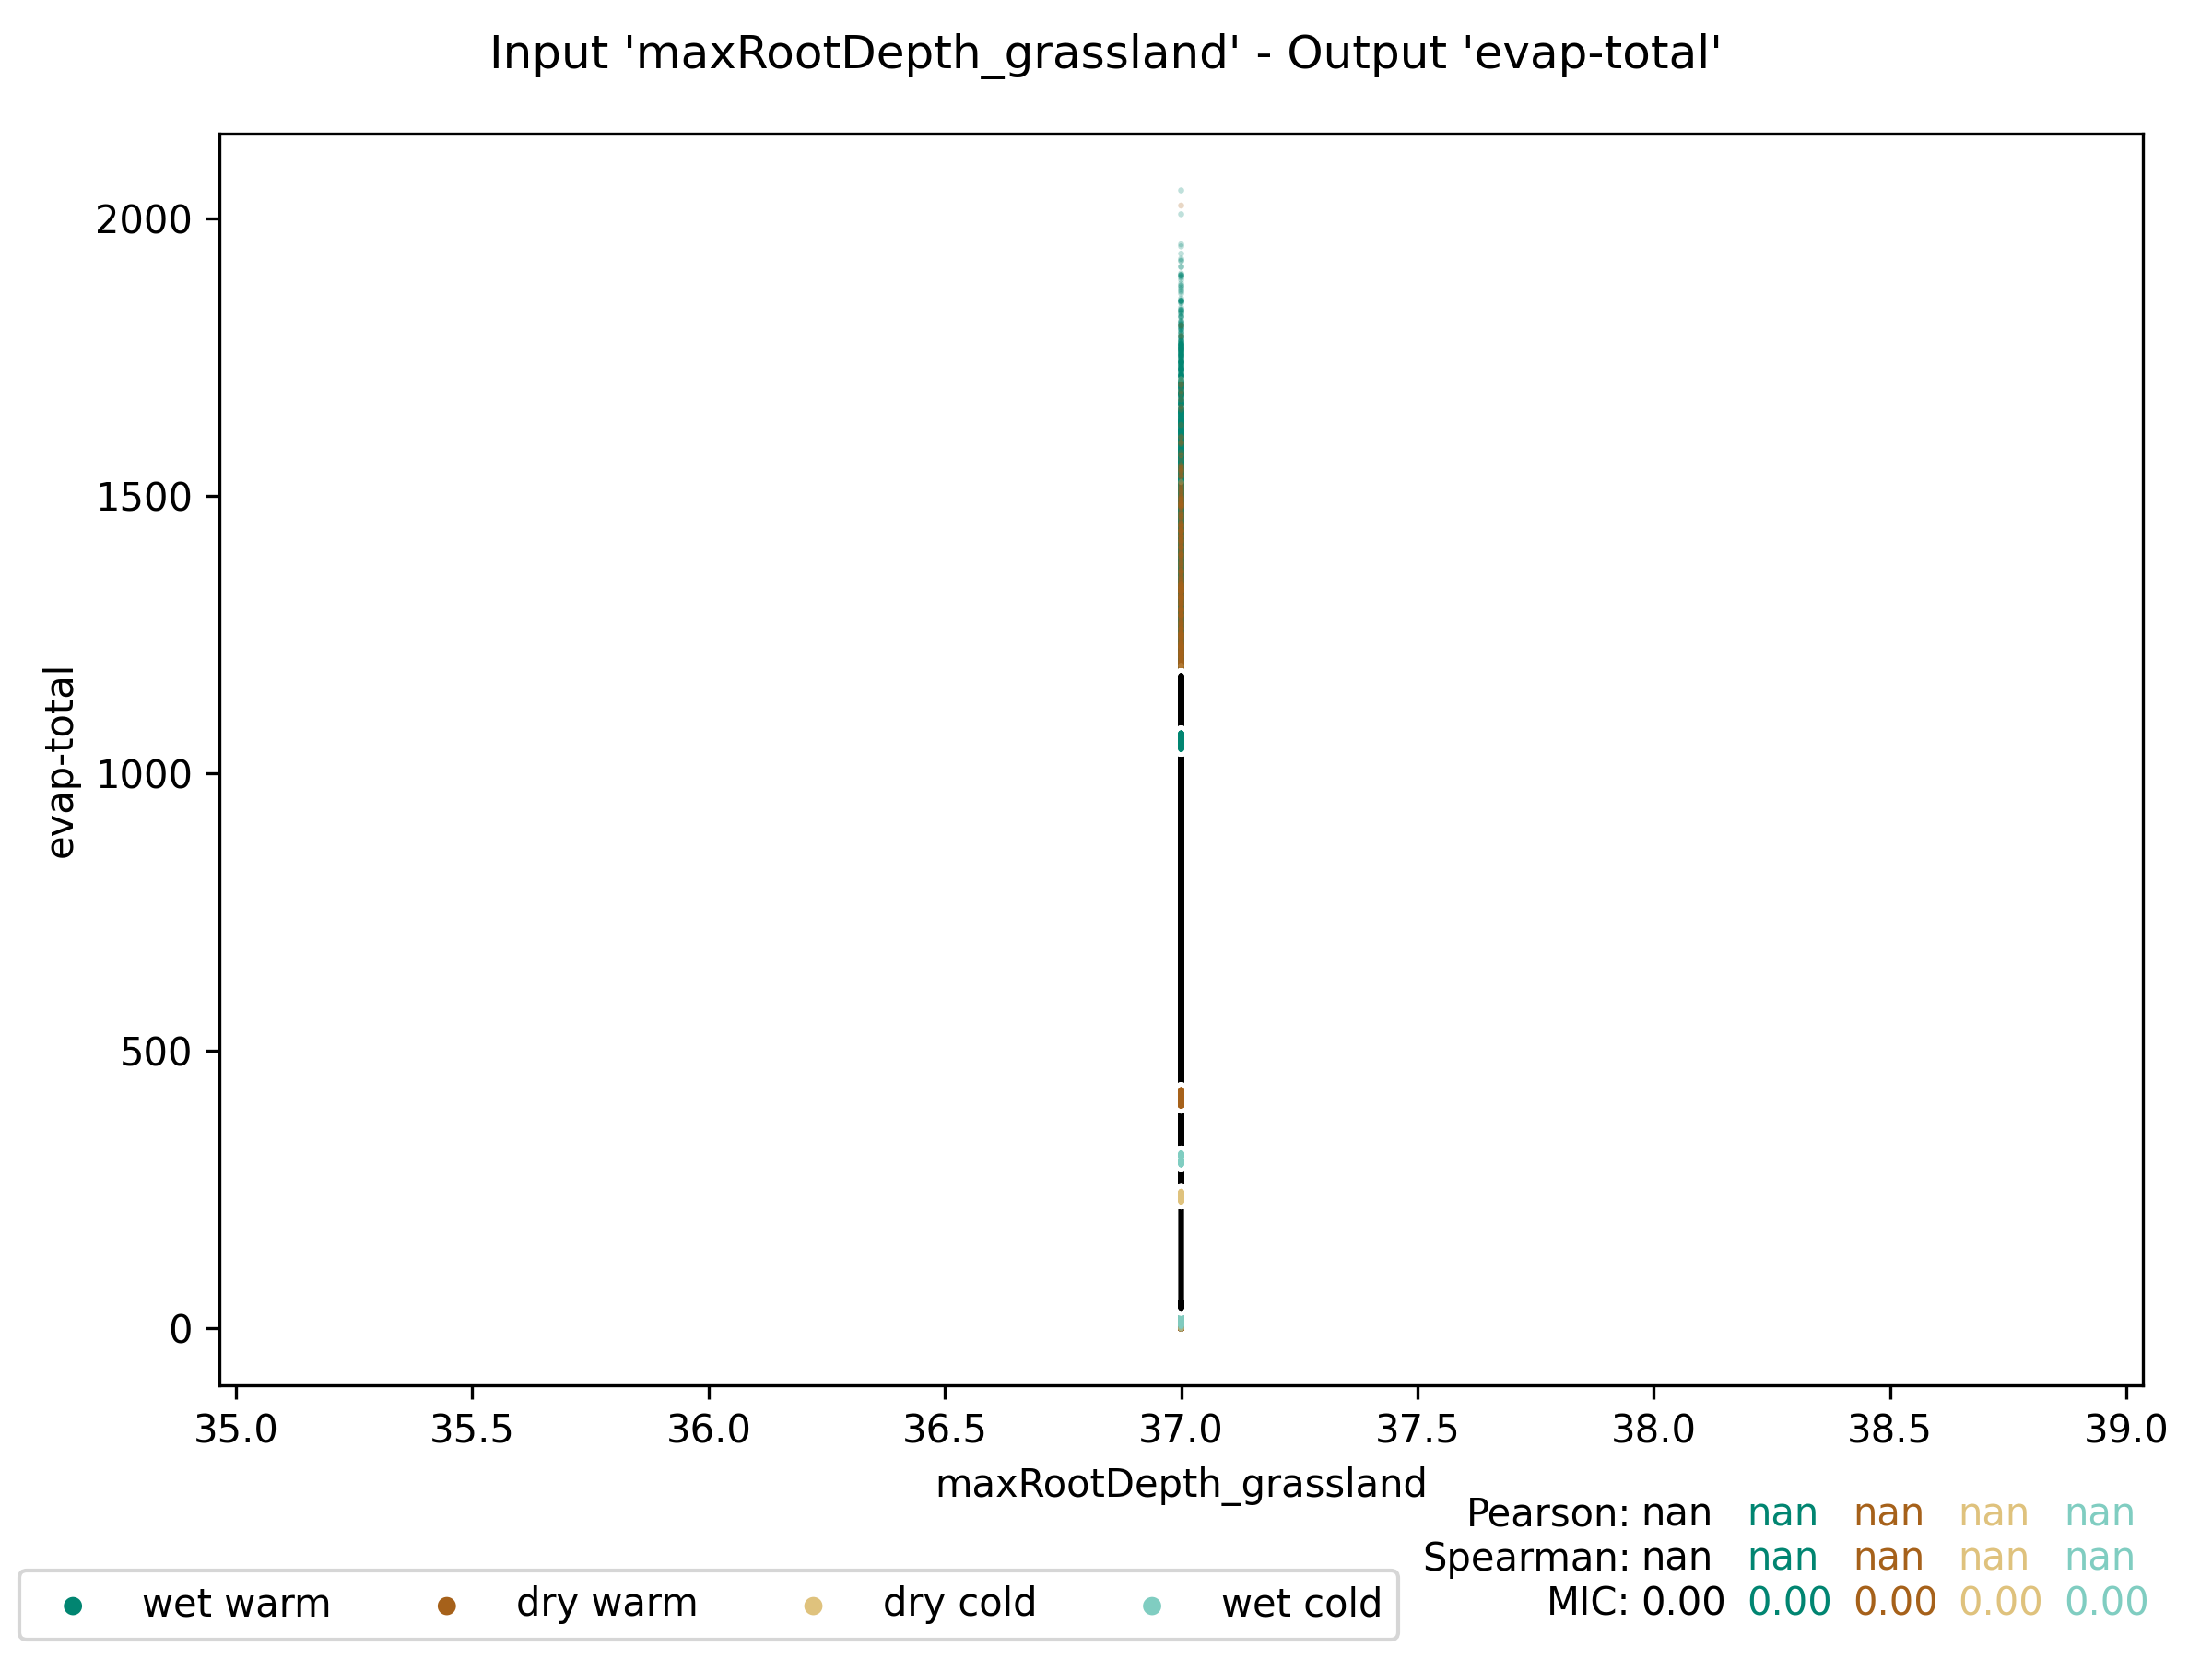 Input 'maxRootDepth_grassland' - Output 'evap-total'
2000
1500
1000
500
0
evap-total
35.0 35.5 36.0 36.5 37.0 37.5 38.0 38.5 39.0
maxRootDepth_grassland
Pearson: nan nan nan nan nan
Spearman: nan nan nan nan nan
MIC: 0.00 0.00 0.00 0.00 0.00
wet warm dry warm dry cold wet cold